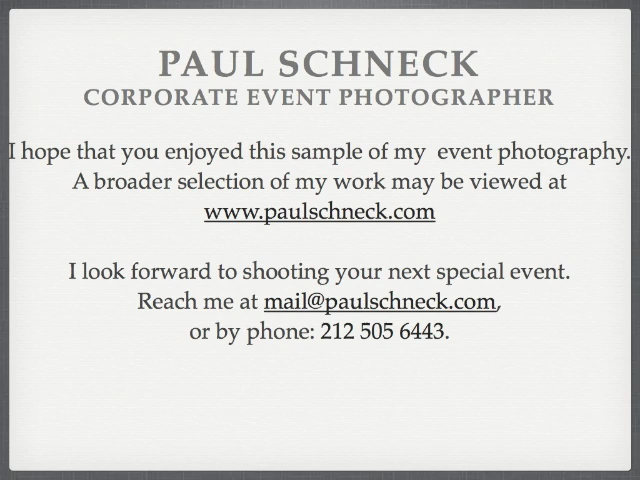 PAUL SCHNECK
CORPORATE EVENT PHOTOGRAPHER
I hope that you enjoyed this sample of my  event photography.
A broader selection of my work may be viewed at
www.paulschneck.com
I look forward to shooting your next special event.
Reach me at mail@paulschneck.com,
or by phone: 212 505 6443.